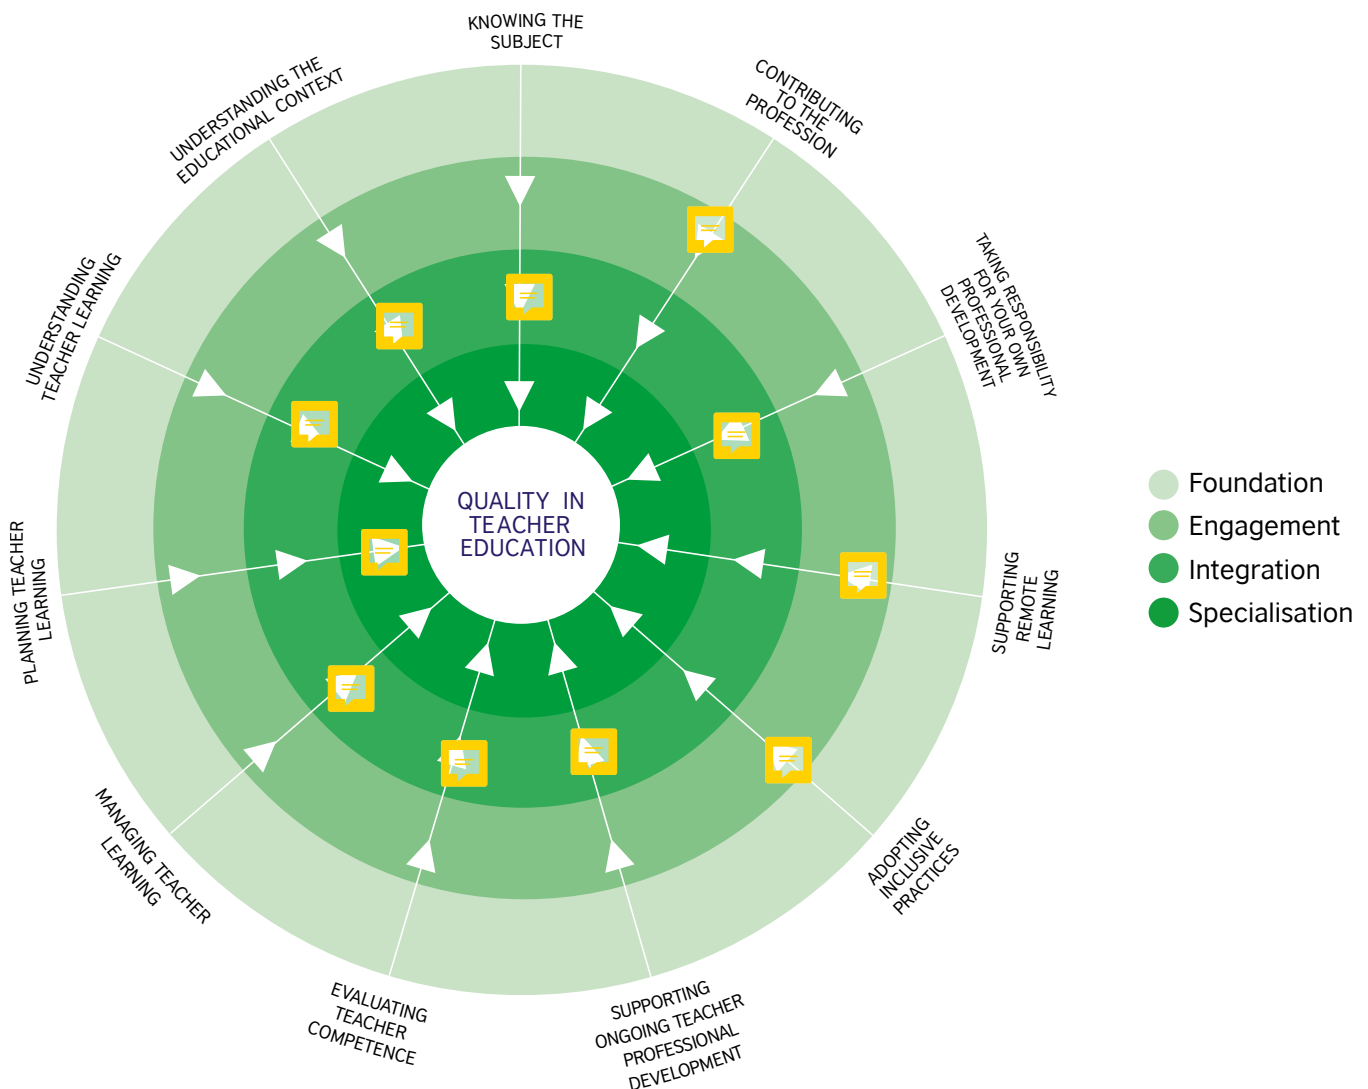 KNOWING THE
SUBJECT
CONTRIBUTING
TO THE
PROFESSION
TAKING RESPONSIBILITY
FOR YOUR OWN
PROFESSIONAL
DEVELOPMENT
SUPPORTING
REMOTE
LEARNING
ADOPTING
INCLUSIVE
PRACTICES
SUPPORTING
ONGOING TEACHER
PROFESSIONAL
DEVELOPMENT
EVALUATING
TEACHER
COMPETENCE
MANAGING TEACHER
LEARNING
PLANNING TEACHER
LEARNING
UNDERSTANDING
TEACHER LEARNING
UNDERSTANDING THE
EDUCATIONAL CONTEXT
QUALITY IN
TEACHER
EDUCATION
Foundation
Engagement
Integration
Specialisation